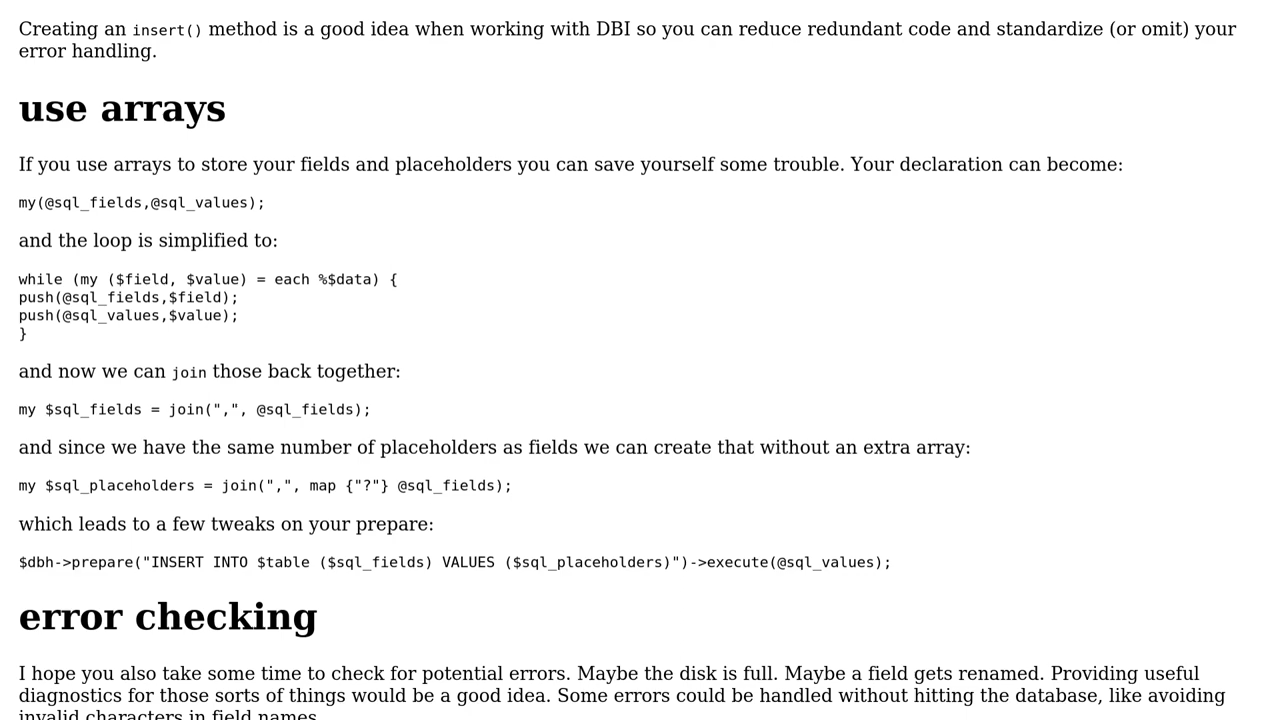 Creating an insert() method is a good idea when working with DBI so you can reduce redundant code and standardize (or omit) your
error handling.
use arrays
If you use arrays to store your fields and placeholders you can save yourself some trouble. Your declaration can become:
my(@sql_fields,@sql_values);
and the loop is simplified to:
while (my ($field, $value) = each %$data) {
push(@sql_fields,$field);
push(@sql_values,$value);
}
and now we can join those back together:
my $sql_fields = join(",", @sql_fields);
and since we have the same number of placeholders as fields we can create that without an extra array:
my $sql_placeholders = join(",", map {"?"} @sql_fields);
which leads to a few tweaks on your prepare:
$dbh->prepare("INSERT INTO $table ($sql_fields) VALUES ($sql_placeholders)")->execute(@sql_values);
error checking
I hope you also take some time to check for potential errors. Maybe the disk is full. Maybe a field gets renamed. Providing useful
diagnostics for those sorts of things would be a good idea. Some errors could be handled without hitting the database, like avoiding
invalid characters in field names.